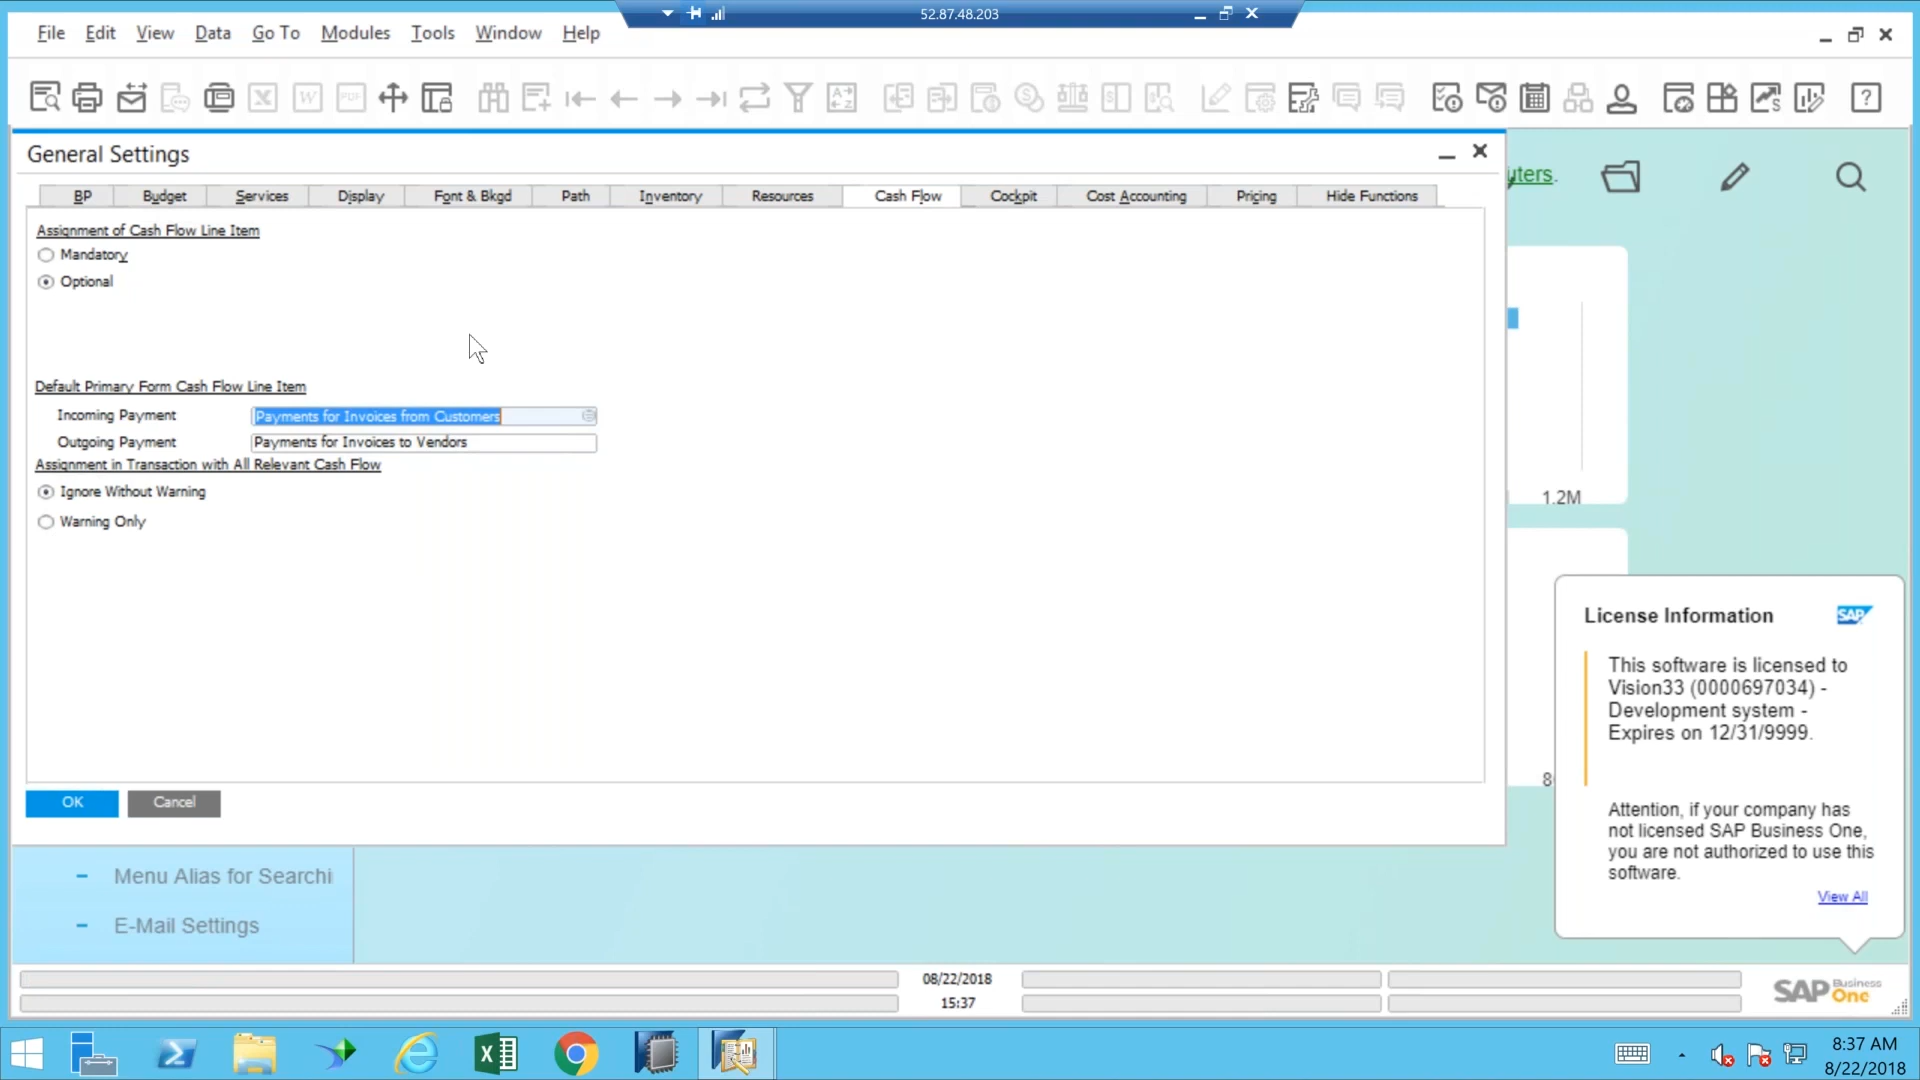 52.87.48.203
File Edit View Data Go To Modules Tools Window Help
General Settings
BP Budget Services Display Font & Bkgd Path Inventory Resources Cash Flow Cockpit Cost Accounting Pricing Hide Functions
Assignment of Cash Flow Line Item
Mandatory
Optional
Default Primary Form Cash Flow Line Item
Incoming Payment Payments for Invoices from Customers
Outgoing Payment Payments for Invoices to Vendors
Assignment in Transaction with All Relevant Cash Flow
Ignore Without Warning
Warning Only
OK Cancel
1.2M
License Information SAP
This software is licensed to
Vision33 (0000697034) -
Development system -
Expires on 12/31/9999.
Attention, if your company has
not licensed SAP Business One,
you are not authorized to use this
software.
View All
Menu Alias for Searchi
E-Mail Settings
08/22/2018
15:37
SAP Business One
8:37 AM
8/22/2018